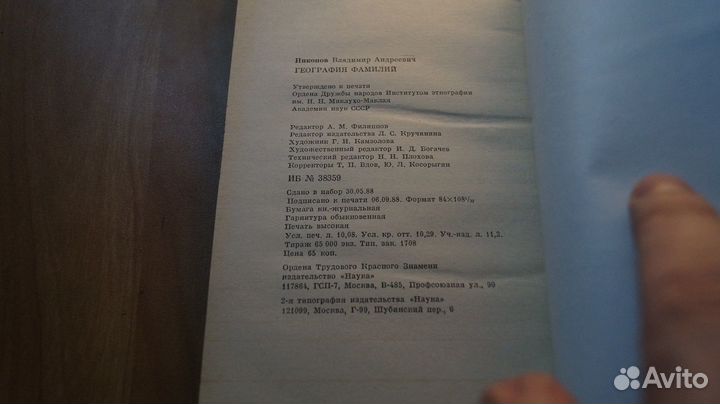 Никонов Владимир Андреевич
ГЕОГРАФИЯ ФАМИЛИЙ
Утверждено к печати
Ордена Дружбы народов Институтом этнографии
им. Н. Н. Миклухо-Маклая
Академии наук СССР
Редактор А. М. Филиппов
Редактор издательства Л. С. Кручинина
Художник Г. П. Камзолова
Художественный редактор И. Д. Богачев
Технический редактор Н. Н. Плохова
Корректоры Т. П. Вдов, Ю. Л. Косорыгин
ИБ № 38359
Сдано в набор 30.05.88
Подписано к печати 06.09.88. Формат 84×108¹/₃₂
Бумага кн.-журнальная
Гарнитура обыкновенная
Печать высокая
Усл. печ. л. 10,08. Усл. кр. отт. 10,29. Уч.-изд. л. 11,2.
Тираж 65 000 экз. Тип. зак. 1708
Цена 65 коп.
Ордена Трудового Красного Знамени
издательство «Наука»
117864, ГСП-7, Москва, В-485, Профсоюзная ул., 90
2-я типография издательства «Наука»
121099, Москва, Г-99, Шубинский пер., 6
Avito